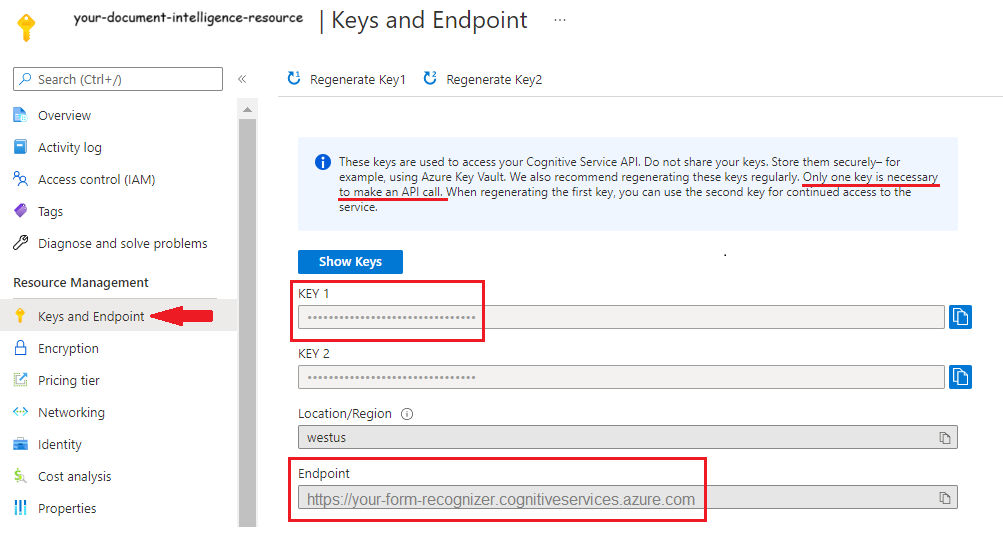 your-document-intelligence-resource | Keys and Endpoint ...
Search (Ctrl+/) «
Regenerate Key1 Regenerate Key2
Overview
Activity log
Access control (IAM)
Tags
Diagnose and solve problems
Resource Management
Keys and Endpoint
Encryption
Pricing tier
Networking
Identity
Cost analysis
Properties
These keys are used to access your Cognitive Service API. Do not share your keys. Store them securely– for
example, using Azure Key Vault. We also recommend regenerating these keys regularly. Only one key is necessary
to make an API call. When regenerating the first key, you can use the second key for continued access to the
service.
Show Keys
KEY 1
••••••••••••••••••••••••••••••••
KEY 2
••••••••••••••••••••••••••••••••
Location/Region
westus
Endpoint
https://your-form-recognizer.cognitiveservices.azure.com